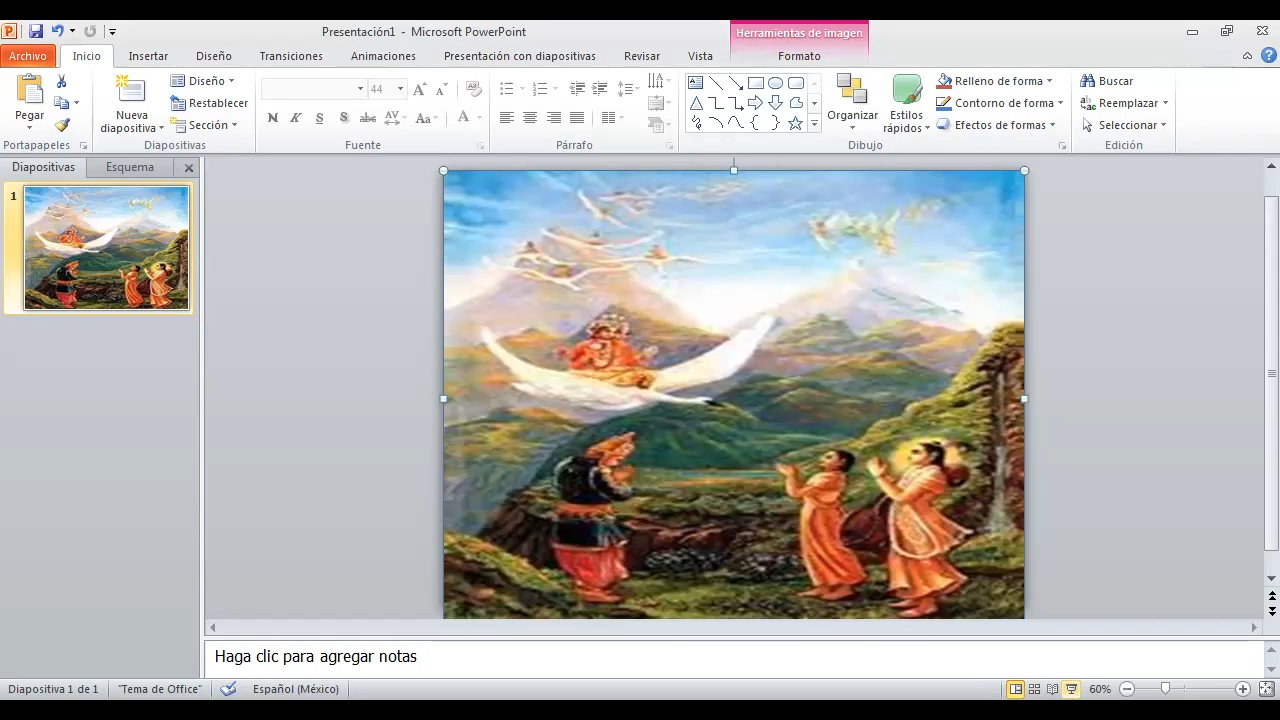 Presentación1 - Microsoft PowerPoint
Herramientas de imagen
Archivo Inicio Insertar Diseño Transiciones Animaciones Presentación con diapositivas Revisar Vista Formato
Pegar
Nueva diapositiva
Diseño
Restablecer
Sección
44
N K S S abc AV Aa A
Organizar
Estilos rápidos
Relleno de forma
Contorno de forma
Efectos de formas
Buscar
Reemplazar
Seleccionar
Portapapeles Diapositivas Fuente Párrafo Dibujo Edición
Diapositivas Esquema
1
Haga clic para agregar notas
Diapositiva 1 de 1 "Tema de Office" Español (México) 60%